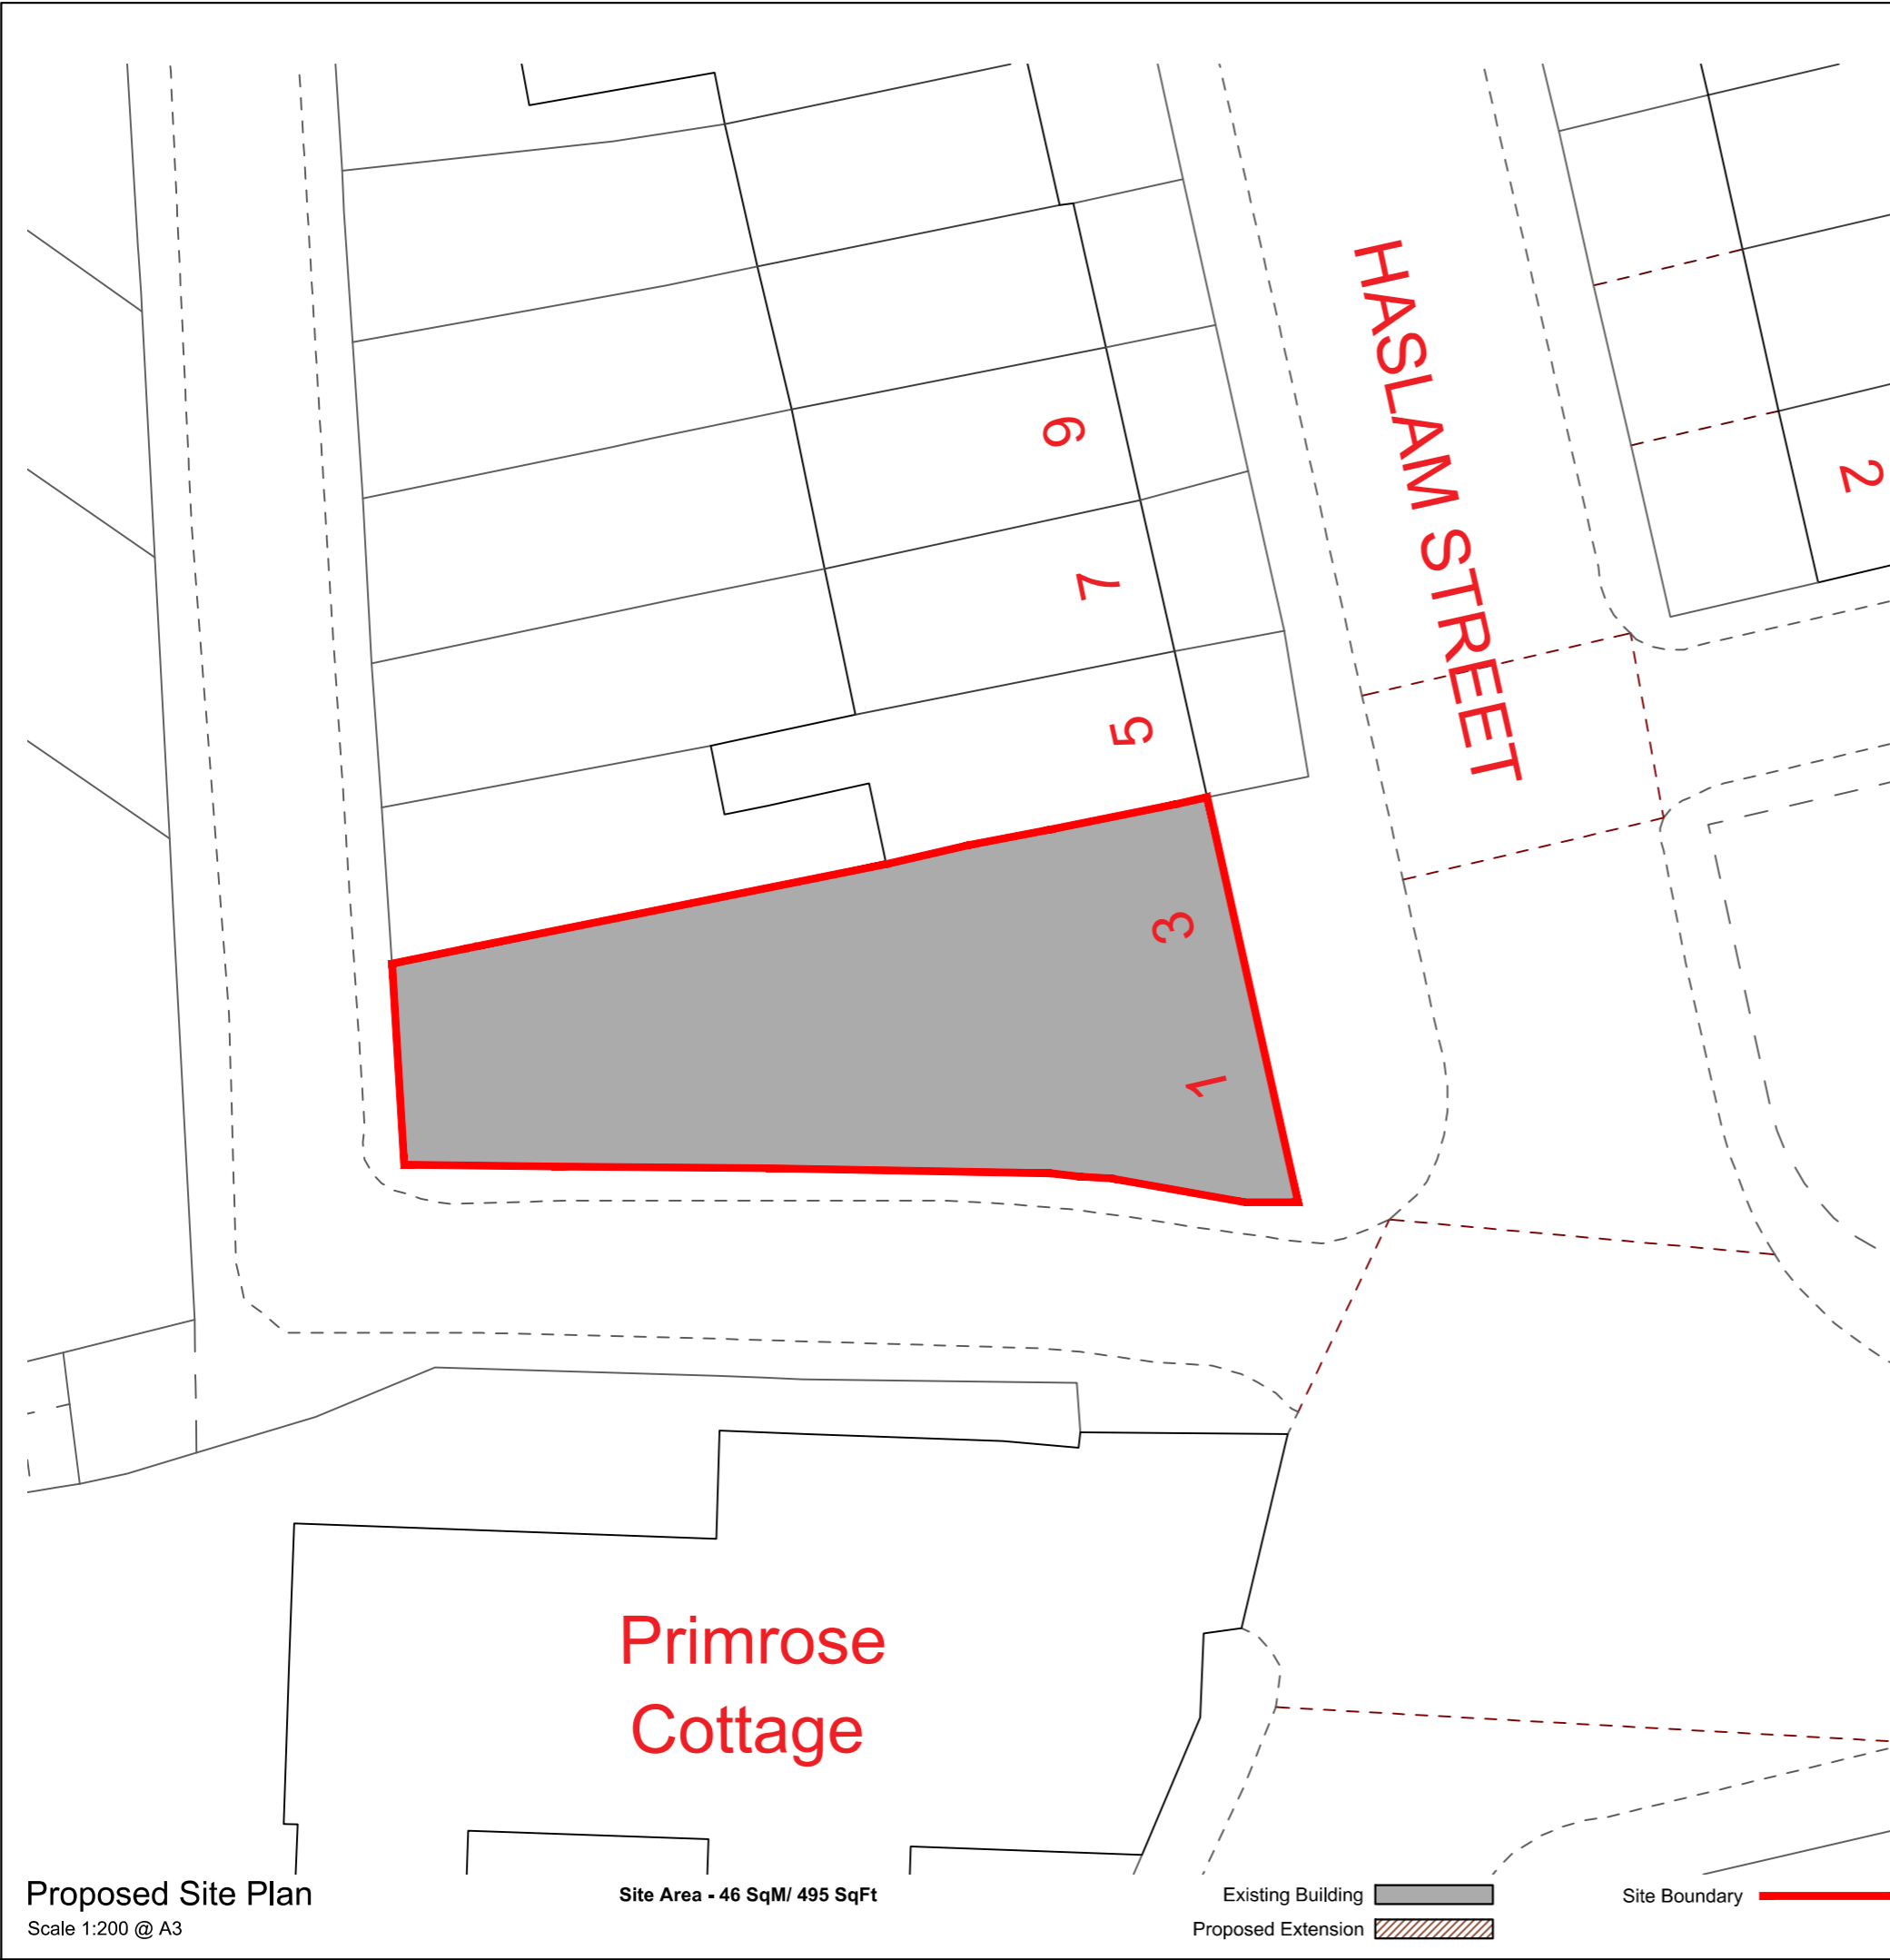 HASLAM STREET
6
7
5
3
1
2
Primrose
Cottage
Proposed Site Plan
Scale 1:200 @ A3
Site Area - 46 SqM/ 495 SqFt
Existing Building
Proposed Extension
Site Boundary